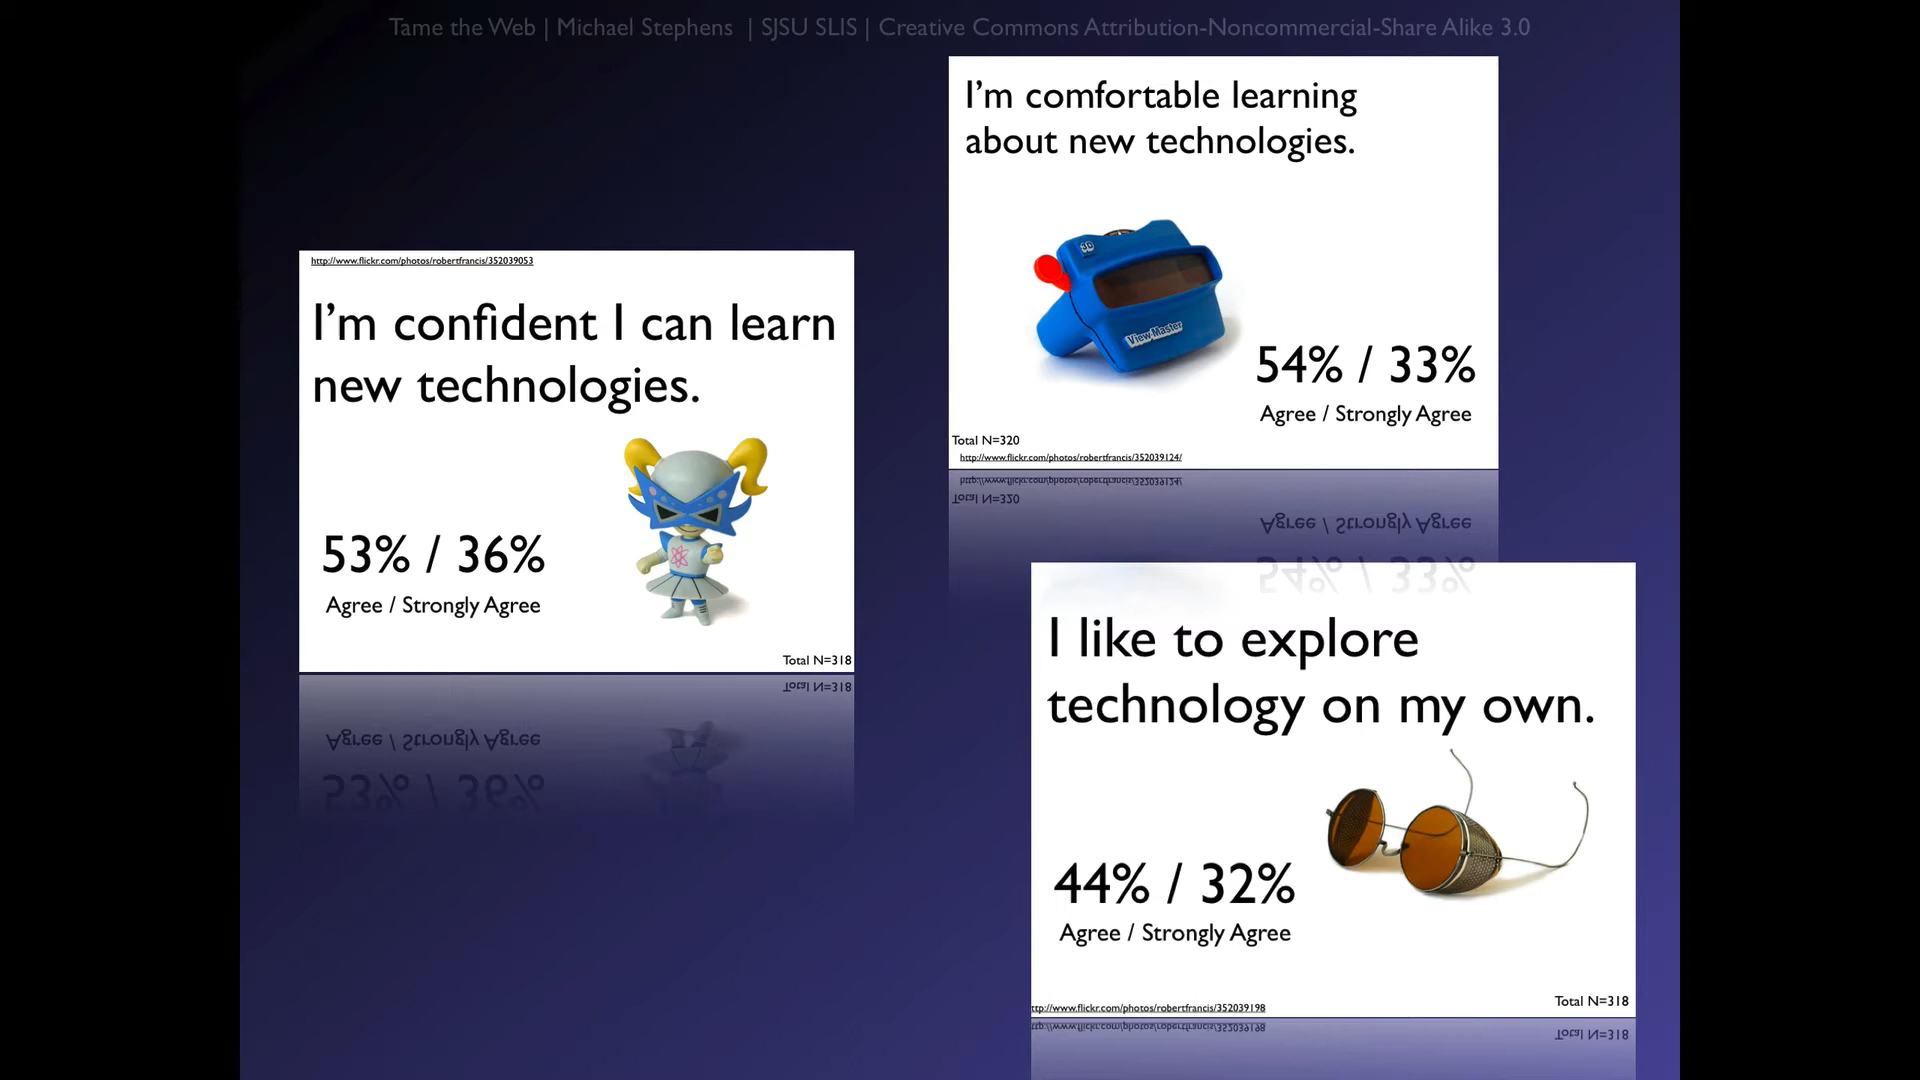 Tame the Web | Michael Stephens | SJSU SLIS | Creative Commons Attribution-Noncommercial-Share Alike 3.0
http://www.flickr.com/photos/robertfrancis/352039053
I'm confident I can learn
new technologies.
53% / 36%
Agree / Strongly Agree
Total N=318
I'm comfortable learning
about new technologies.
3D
View-Master
54% / 33%
Agree / Strongly Agree
Total N=320
http://www.flickr.com/photos/robertfrancis/352039124/
I like to explore
technology on my own.
44% / 32%
Agree / Strongly Agree
Total N=318
ttp://www.flickr.com/photos/robertfrancis/352039198